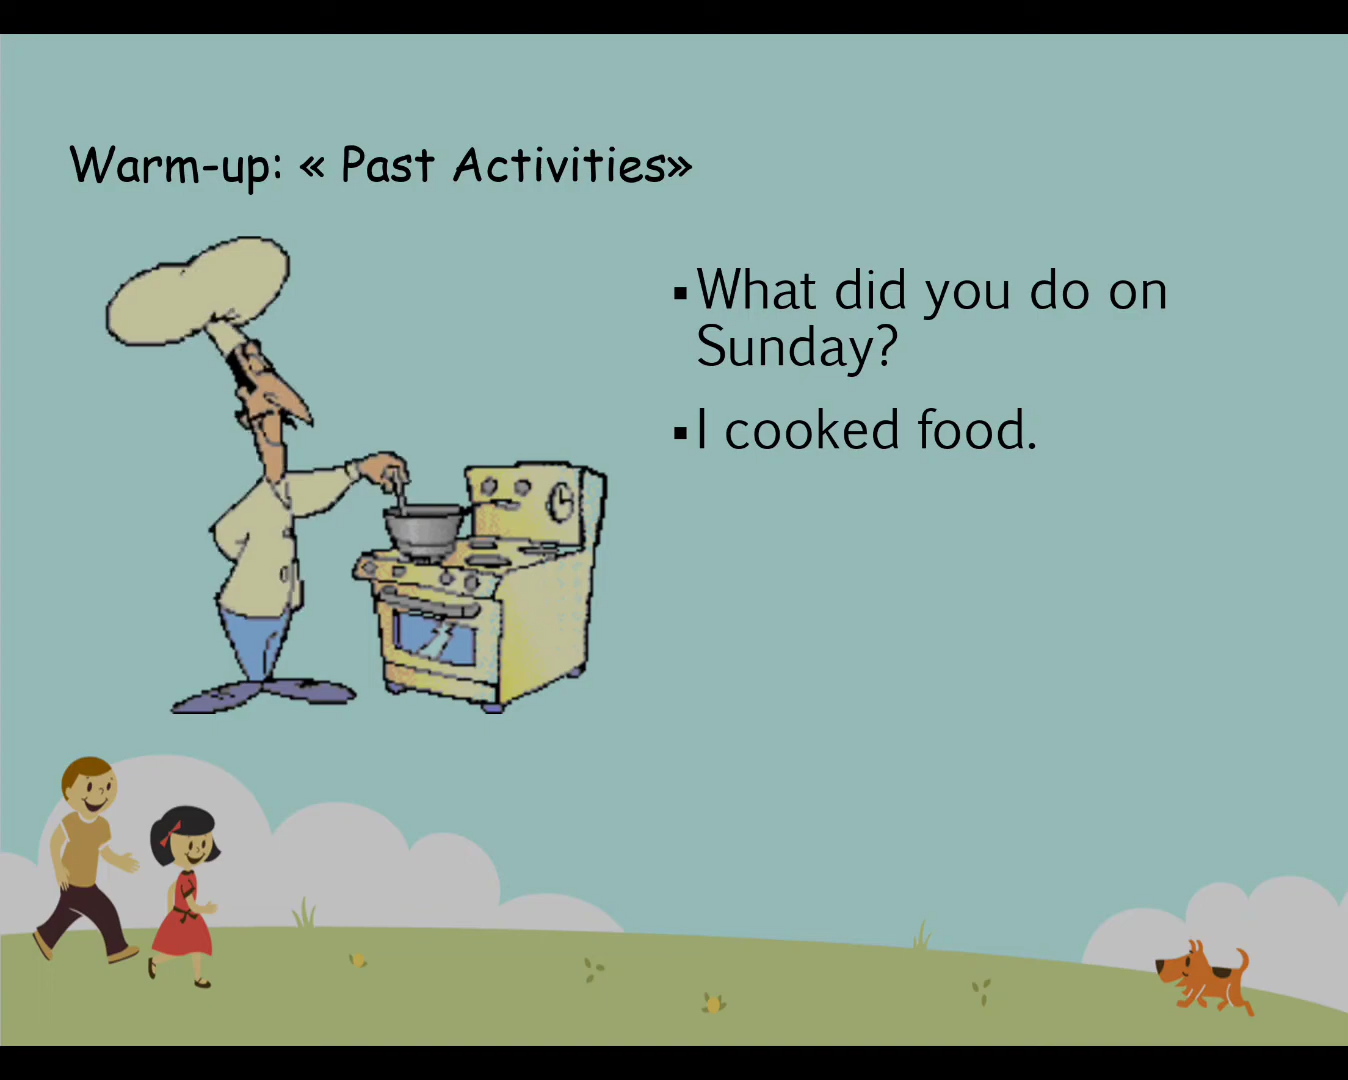 Warm-up: « Past Activities»
▪What did you do on
Sunday?
▪I cooked food.